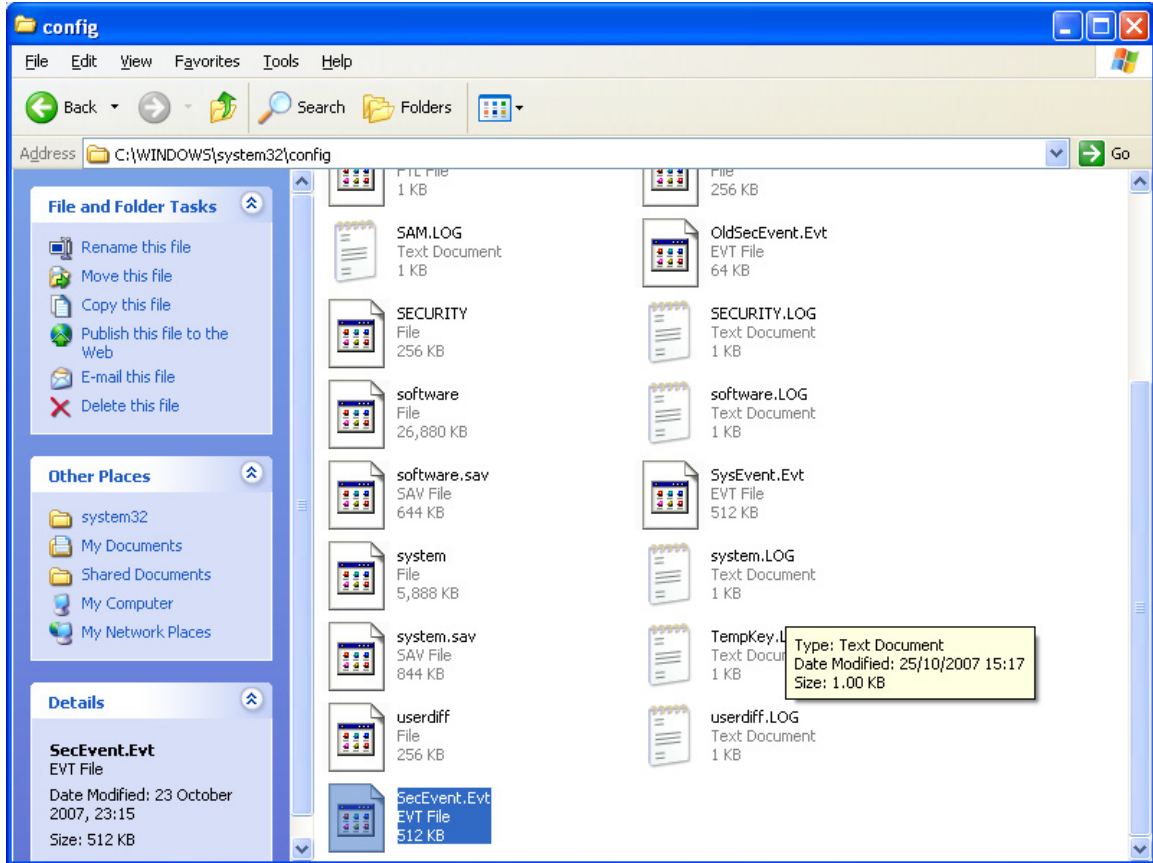 config
File Edit View Favorites Tools Help
Back Search Folders
Address C:\WINDOWS\system32\config Go
File and Folder Tasks
Rename this file
Move this file
Copy this file
Publish this file to the
Web
E-mail this file
Delete this file
Other Places
system32
My Documents
Shared Documents
My Computer
My Network Places
Details
SecEvent.Evt
EVT File
Date Modified: 23 October
2007, 23:15
Size: 512 KB
File
1 KB
File
256 KB
SAM.LOG
Text Document
1 KB
OldSecEvent.Evt
EVT File
64 KB
SECURITY
File
256 KB
SECURITY.LOG
Text Document
1 KB
software
File
26,880 KB
software.LOG
Text Document
1 KB
software.sav
SAV File
644 KB
SysEvent.Evt
EVT File
512 KB
system
File
5,888 KB
system.LOG
Text Document
1 KB
system.sav
SAV File
844 KB
TempKey.L
Text Docu
1 KB
Type: Text Document
Date Modified: 25/10/2007 15:17
Size: 1.00 KB
userdiff
File
256 KB
userdiff.LOG
Text Document
1 KB
SecEvent.Evt
EVT File
512 KB